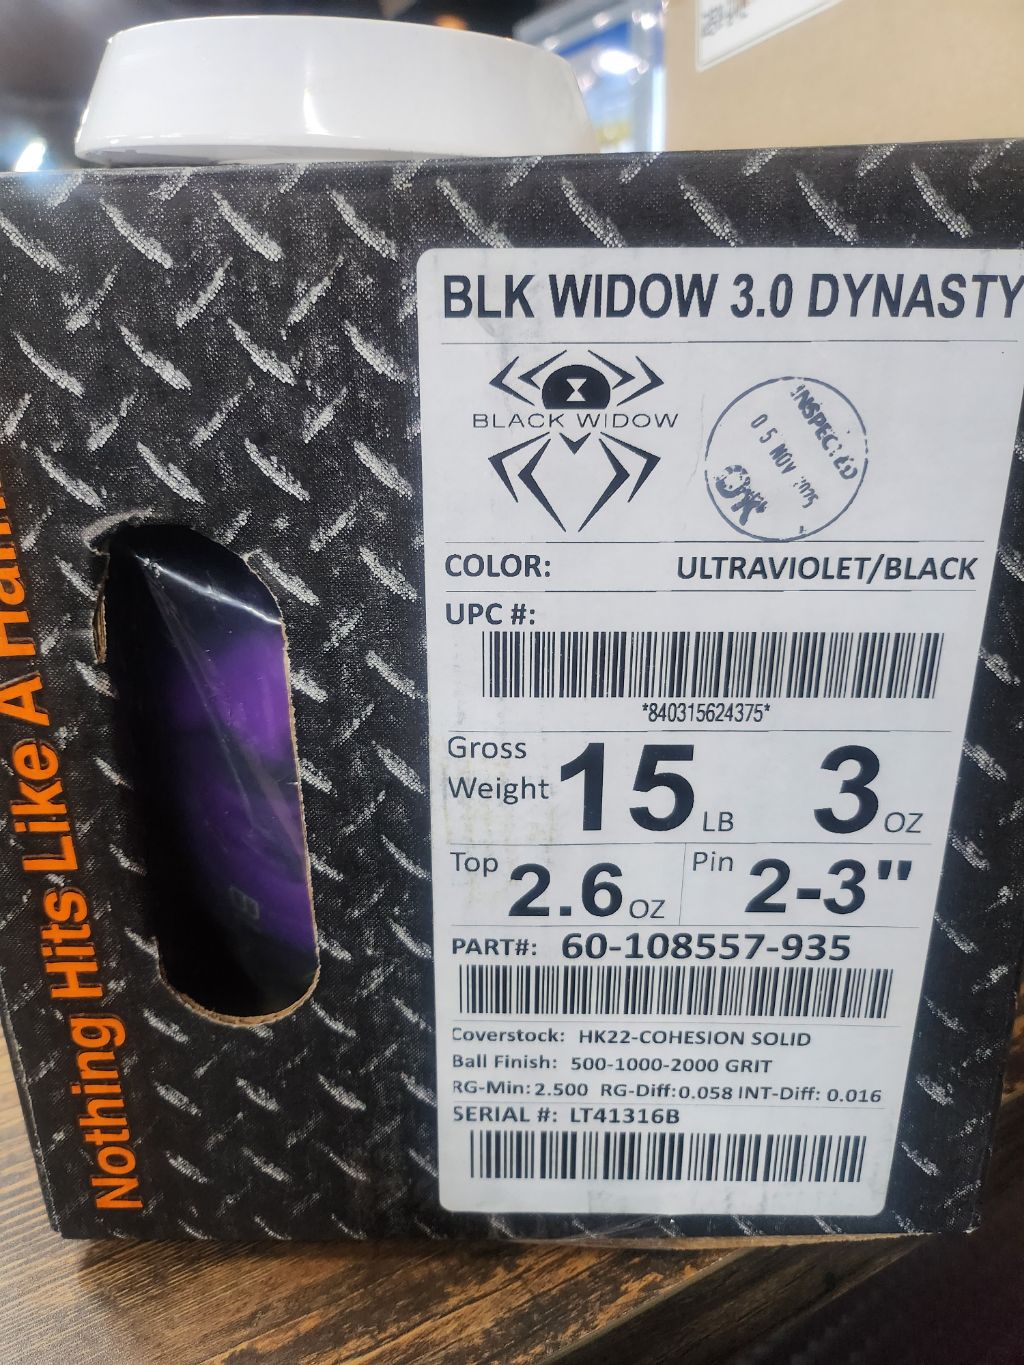 Nothing Hits Like A
BLK WIDOW 3.0 DYNASTY
BLACK WIDOW
INSPECTED
05 NOV
OK
COLOR: ULTRAVIOLET/BLACK
UPC #:
*840315624375*
Gross
Weight 15 LB 3 OZ
Top 2.6 OZ Pin 2-3"
PART#: 60-108557-935
Coverstock: HK22-COHESION SOLID
Ball Finish: 500-1000-2000 GRIT
RG-Min: 2.500 RG-Diff: 0.058 INT-Diff: 0.016
SERIAL #: LT41316B